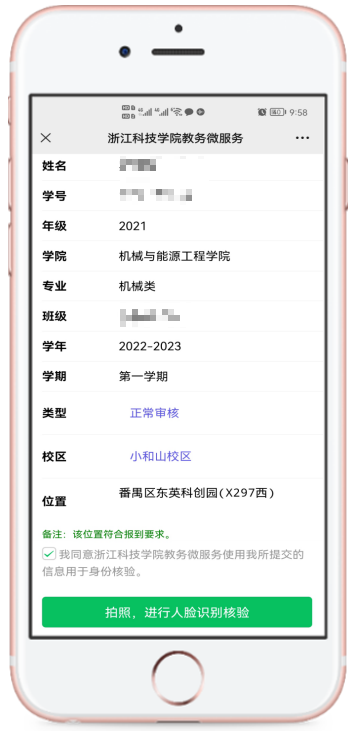 9:58
浙江科技学院教务微服务
姓名
学号
年级 2021
学院 机械与能源工程学院
专业 机械类
班级
学年 2022-2023
学期 第一学期
类型 正常审核
校区 小和山校区
位置 番禺区东英科创园(X297西)
备注：该位置符合报到要求。
我同意浙江科技学院教务微服务使用我所提交的
信息用于身份核验。
拍照，进行人脸识别核验